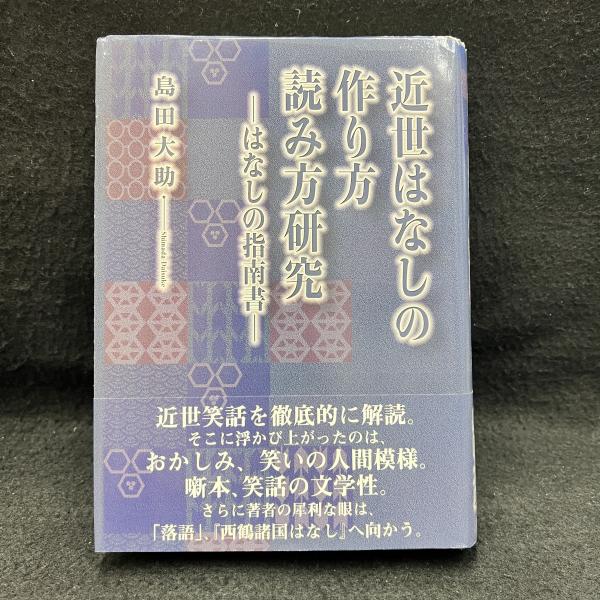 近世はなしの
作り方
読み方研究
―はなしの指南書―
島田大助
Shimada Daisuke
近世笑話を徹底的に解読。
そこに浮かび上がったのは、
おかしみ、笑いの人間模様。
噺本、笑話の文学性。
さらに著者の犀利な眼は、
「落語」、『西鶴諸国はなし』へ向かう。